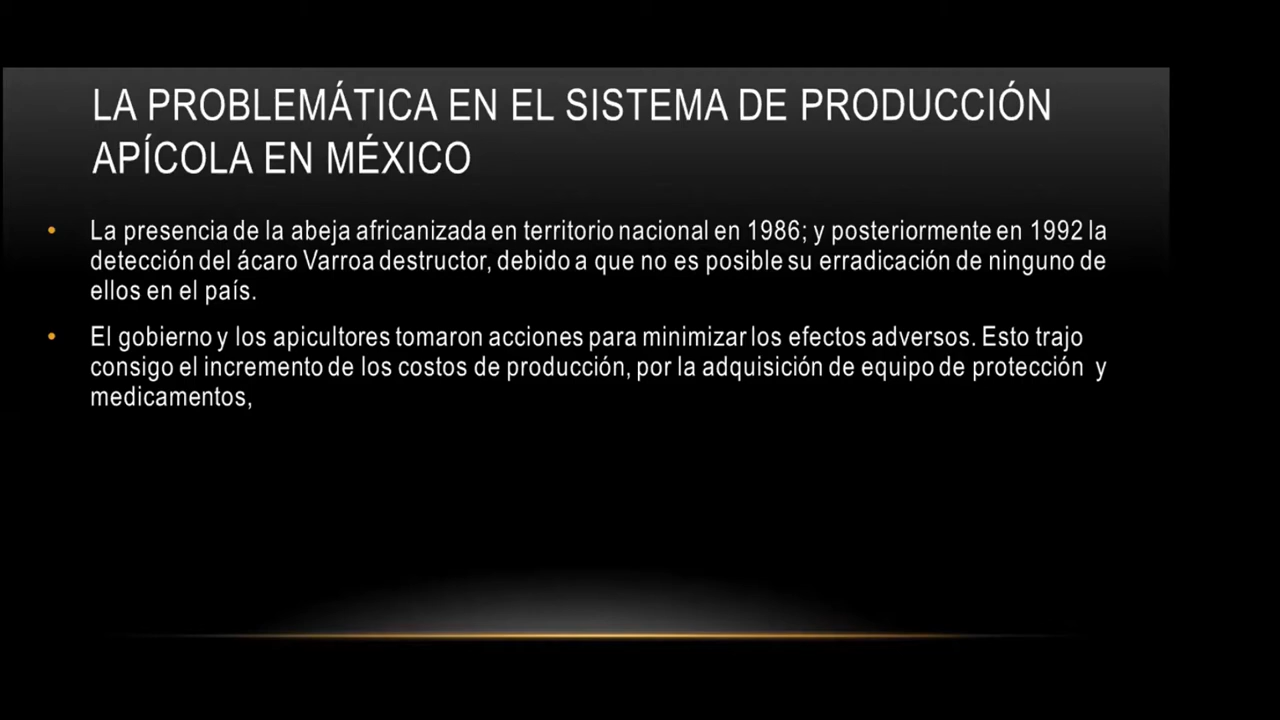 LA PROBLEMÁTICA EN EL SISTEMA DE PRODUCCIÓN
APÍCOLA EN MÉXICO
• La presencia de la abeja africanizada en territorio nacional en 1986; y posteriormente en 1992 la
detección del ácaro Varroa destructor, debido a que no es posible su erradicación de ninguno de
ellos en el país.
• El gobierno y los apicultores tomaron acciones para minimizar los efectos adversos. Esto trajo
consigo el incremento de los costos de producción, por la adquisición de equipo de protección y
medicamentos,